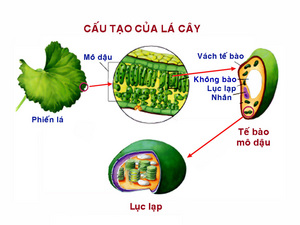 CẤU TẠO CỦA LÁ CÂY
Mô dậu
Vách tế bào
Không bào
Lục lạp
Nhân
Phiến lá
Tế bào
mô dậu
Lục lạp